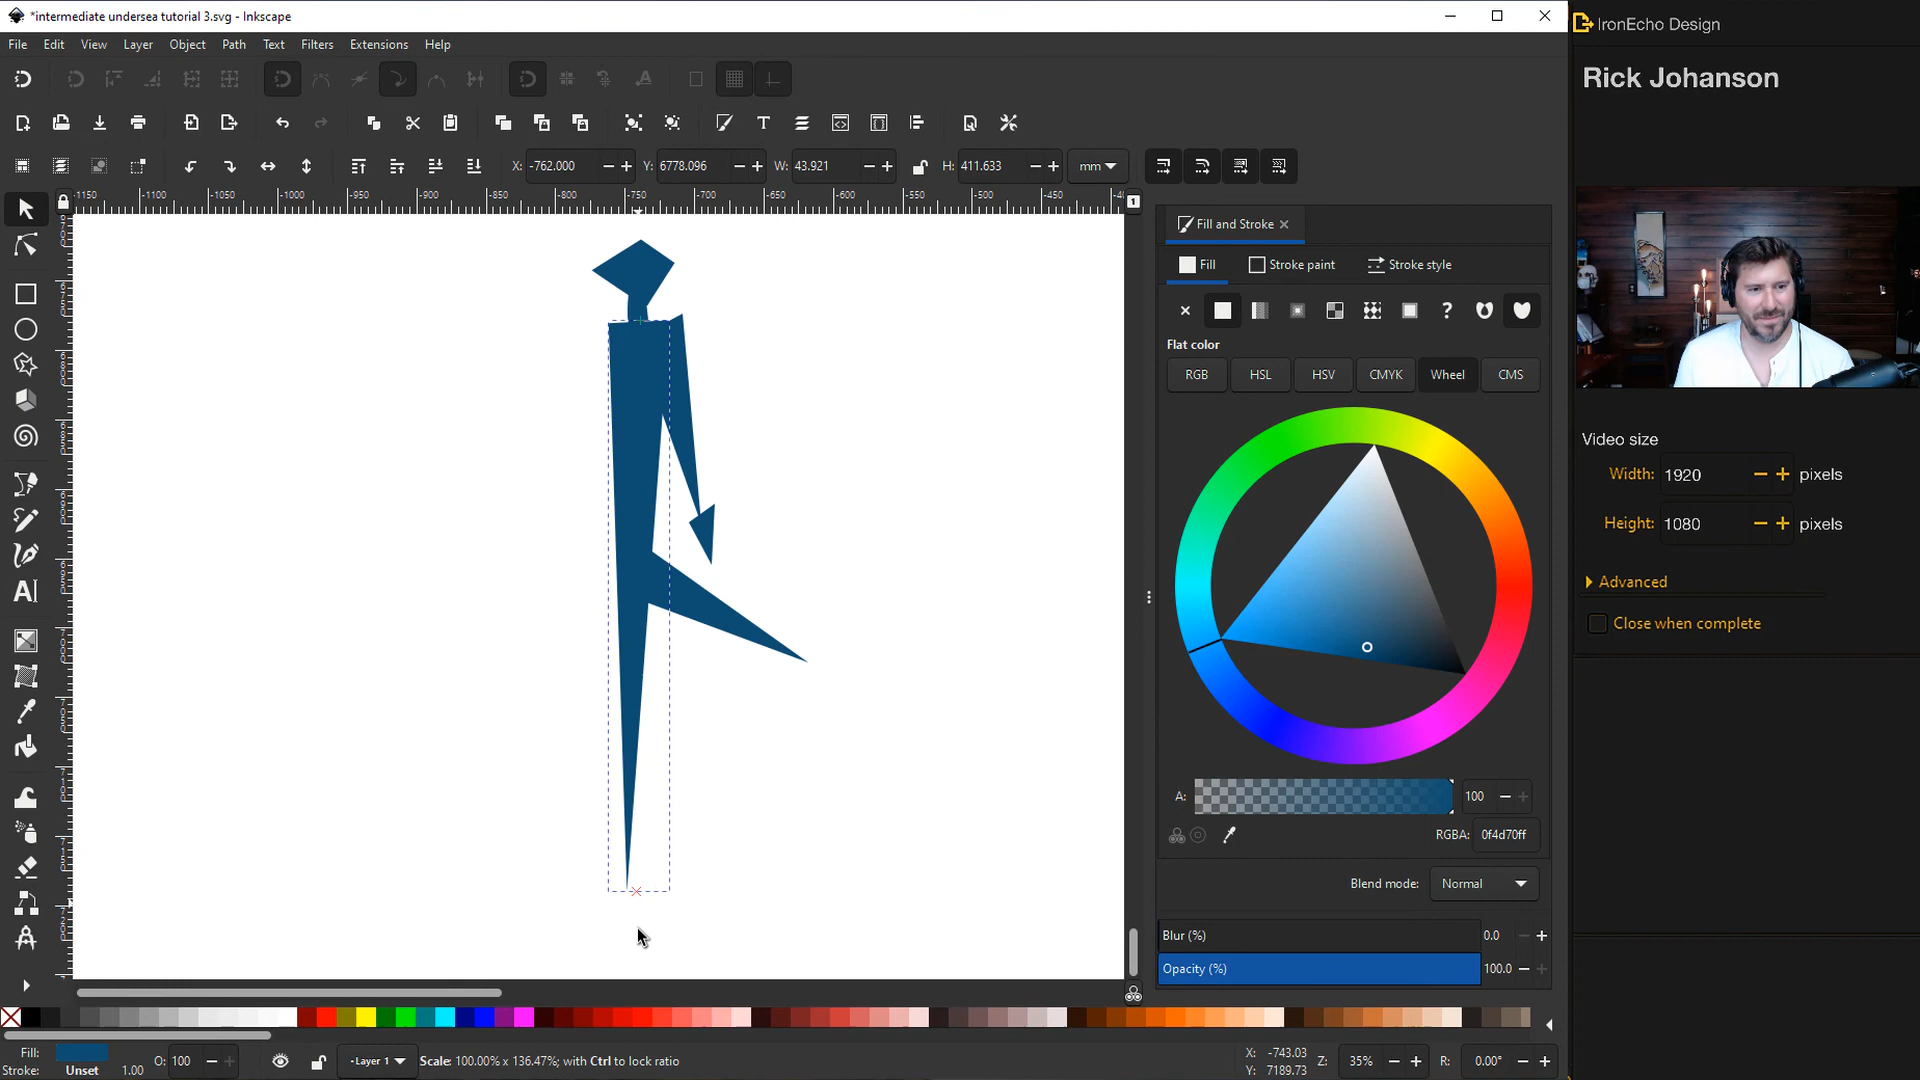 *intermediate undersea tutorial 3.svg - Inkscape
IronEcho Design
File Edit View Layer Object Path Text Filters Extensions Help
Rick Johanson
X: -762.000 Y: 6778.096 W: 43.921 H: 411.633 mm
-1150 -1100 -1050 -1000 -950 -900 -850 -800 -750 -700 -650 -600 -550 -500 -450
1
Fill and Stroke
Fill Stroke paint Stroke style
Flat color
RGB HSL HSV CMYK Wheel CMS
Video size
Width: 1920 pixels
Height: 1080 pixels
Advanced
Close when complete
A: 100
RGBA: 0f4d70ff
Blend mode: Normal
Blur (%) 0.0
Opacity (%) 100.0
Fill: O: 100 Layer 1 Scale: 100.00% x 136.47%; with Ctrl to lock ratio X: -743.03 Z: 35% R: 0.00°
Stroke: Unset 1.00 Y: 7189.73